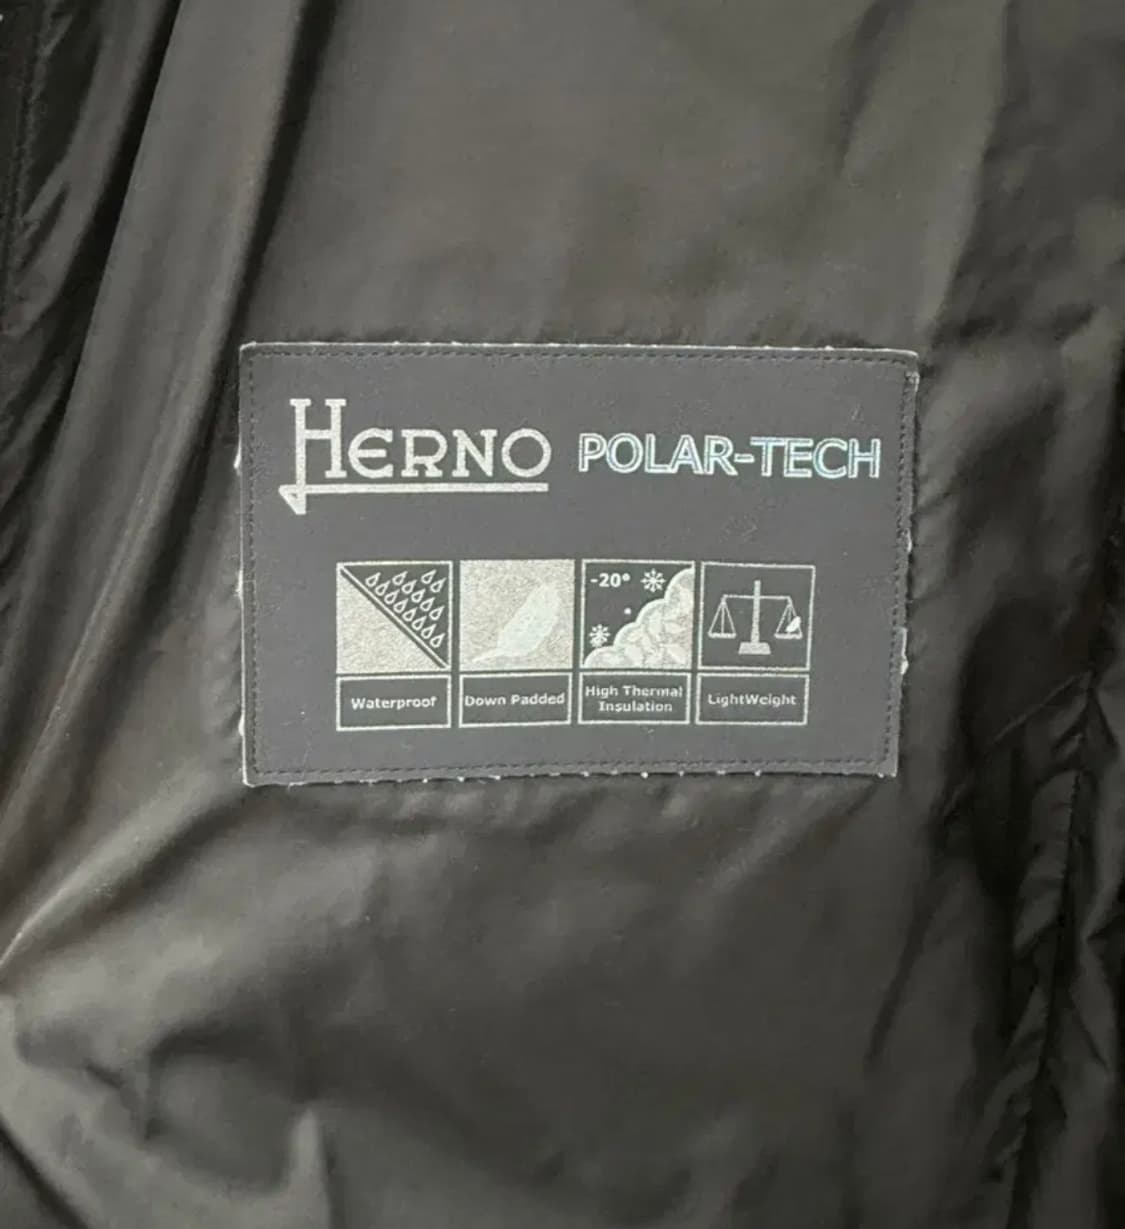 HERNO POLAR-TECH
-20°
Waterproof
Down Padded
High Thermal
Insulation
LightWeight